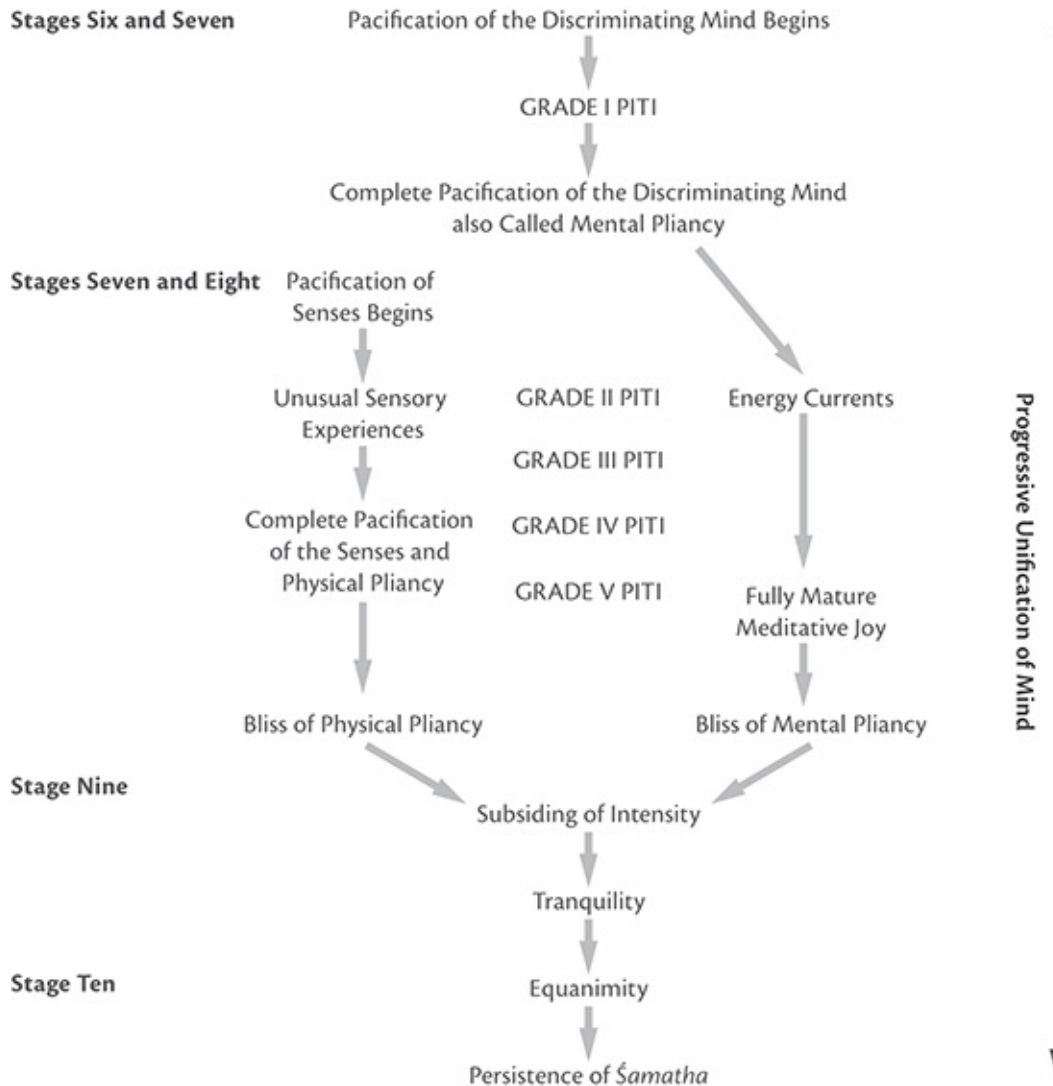 Stages Six and Seven
Pacification of the Discriminating Mind Begins
GRADE I PITI
Complete Pacification of the Discriminating Mind
also Called Mental Pliancy
Stages Seven and Eight
Pacification of
Senses Begins
Unusual Sensory
Experiences
GRADE II PITI
Energy Currents
GRADE III PITI
Complete Pacification
of the Senses and
Physical Pliancy
GRADE IV PITI
GRADE V PITI
Fully Mature
Meditative Joy
Bliss of Physical Pliancy
Bliss of Mental Pliancy
Progressive Unification of Mind
Stage Nine
Subsiding of Intensity
Tranquility
Stage Ten
Equanimity
Persistence of Śamatha